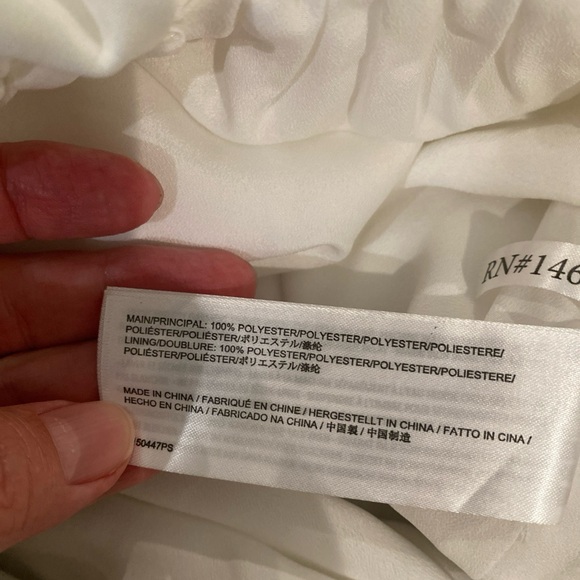 RN#146
MAIN/PRINCIPAL: 100% POLYESTER/POLYESTER/POLYESTER/POLIESTERE/
POLIÉSTER/POLIÉSTER/ポリエステル/涤纶
LINING/DOUBLURE: 100% POLYESTER/POLYESTER/POLYESTER/POLIESTERE/
POLIÉSTER/POLIÉSTER/ポリエステル/涤纶
MADE IN CHINA / FABRIQUÉ EN CHINE / HERGESTELLT IN CHINA / FATTO IN CINA /
HECHO EN CHINA / FABRICADO NA CHINA / 中国製 / 中国制造
50447PS